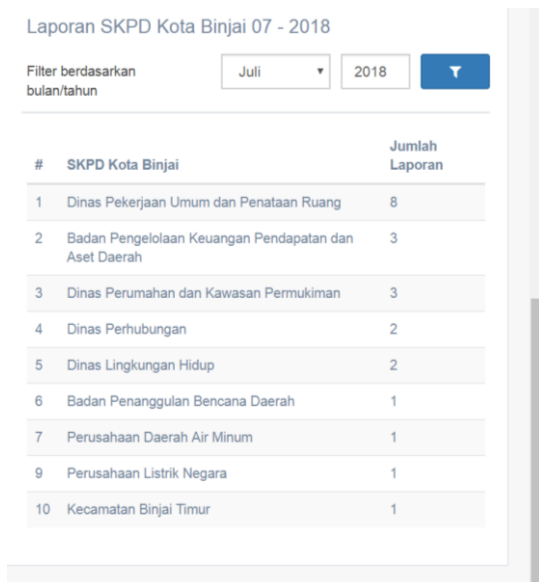 Laporan SKPD Kota Binjai 07 - 2018
Filter berdasarkan
bulan/tahun
Juli 2018
# SKPD Kota Binjai Jumlah
Laporan
1 Dinas Pekerjaan Umum dan Penataan Ruang 8
2 Badan Pengelolaan Keuangan Pendapatan dan 3
Aset Daerah
3 Dinas Perumahan dan Kawasan Permukiman 3
4 Dinas Perhubungan 2
5 Dinas Lingkungan Hidup 2
6 Badan Penanggulan Bencana Daerah 1
7 Perusahaan Daerah Air Minum 1
9 Perusahaan Listrik Negara 1
10 Kecamatan Binjai Timur 1